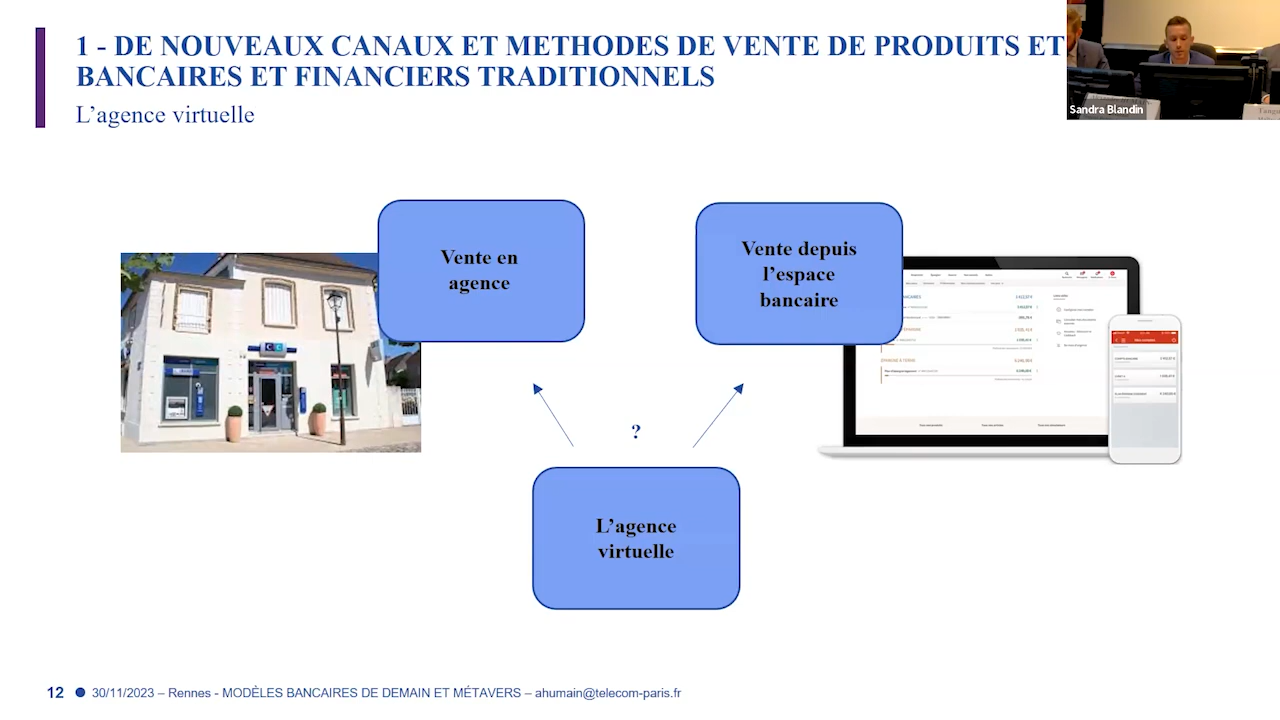 1 - DE NOUVEAUX CANAUX ET METHODES DE VENTE DE PRODUITS ET
BANCAIRES ET FINANCIERS TRADITIONNELS
L’agence virtuelle
Sandra Blandin
Vente en
agence
Vente depuis
l’espace
bancaire
CIC
?
L’agence
virtuelle
12
30/11/2023 – Rennes - MODÈLES BANCAIRES DE DEMAIN ET MÉTAVERS – ahumain@telecom-paris.fr